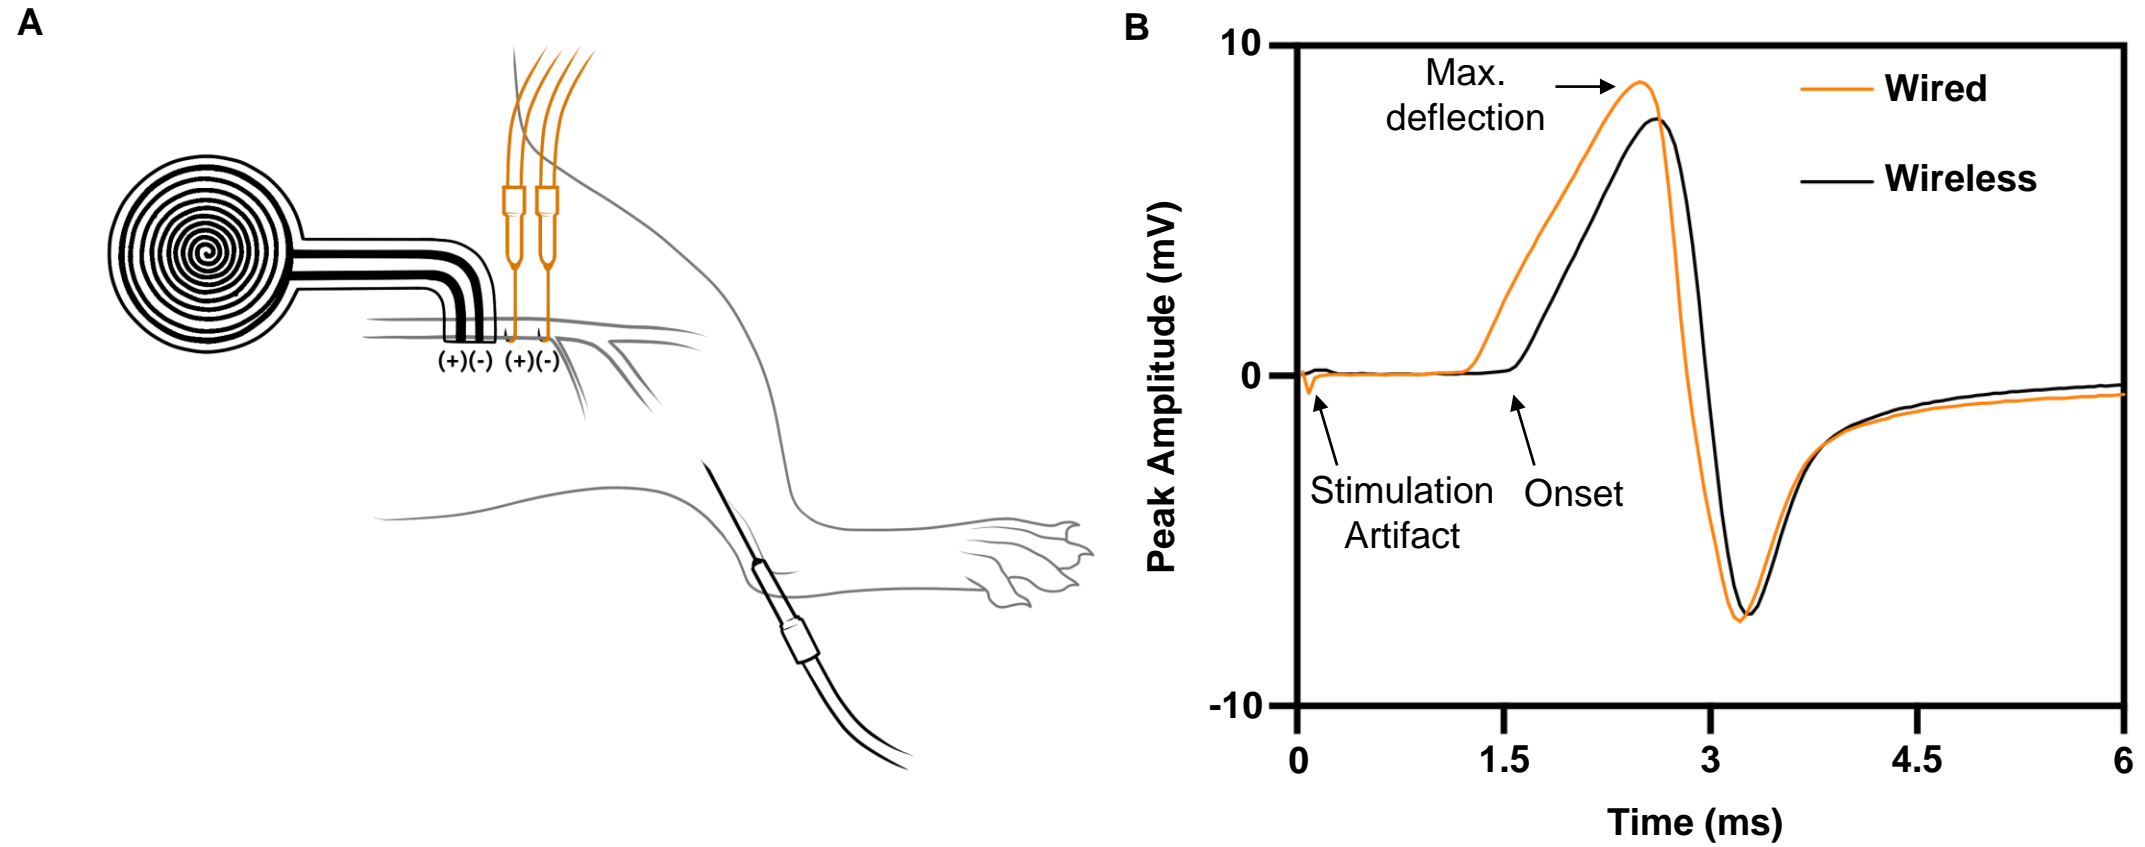 A
(+)(-) (+)(-)
B
10
0
-10
Peak Amplitude (mV)
Max.
deflection
Wired
Wireless
Stimulation
Artifact
Onset
0 1.5 3 4.5 6
Time (ms)